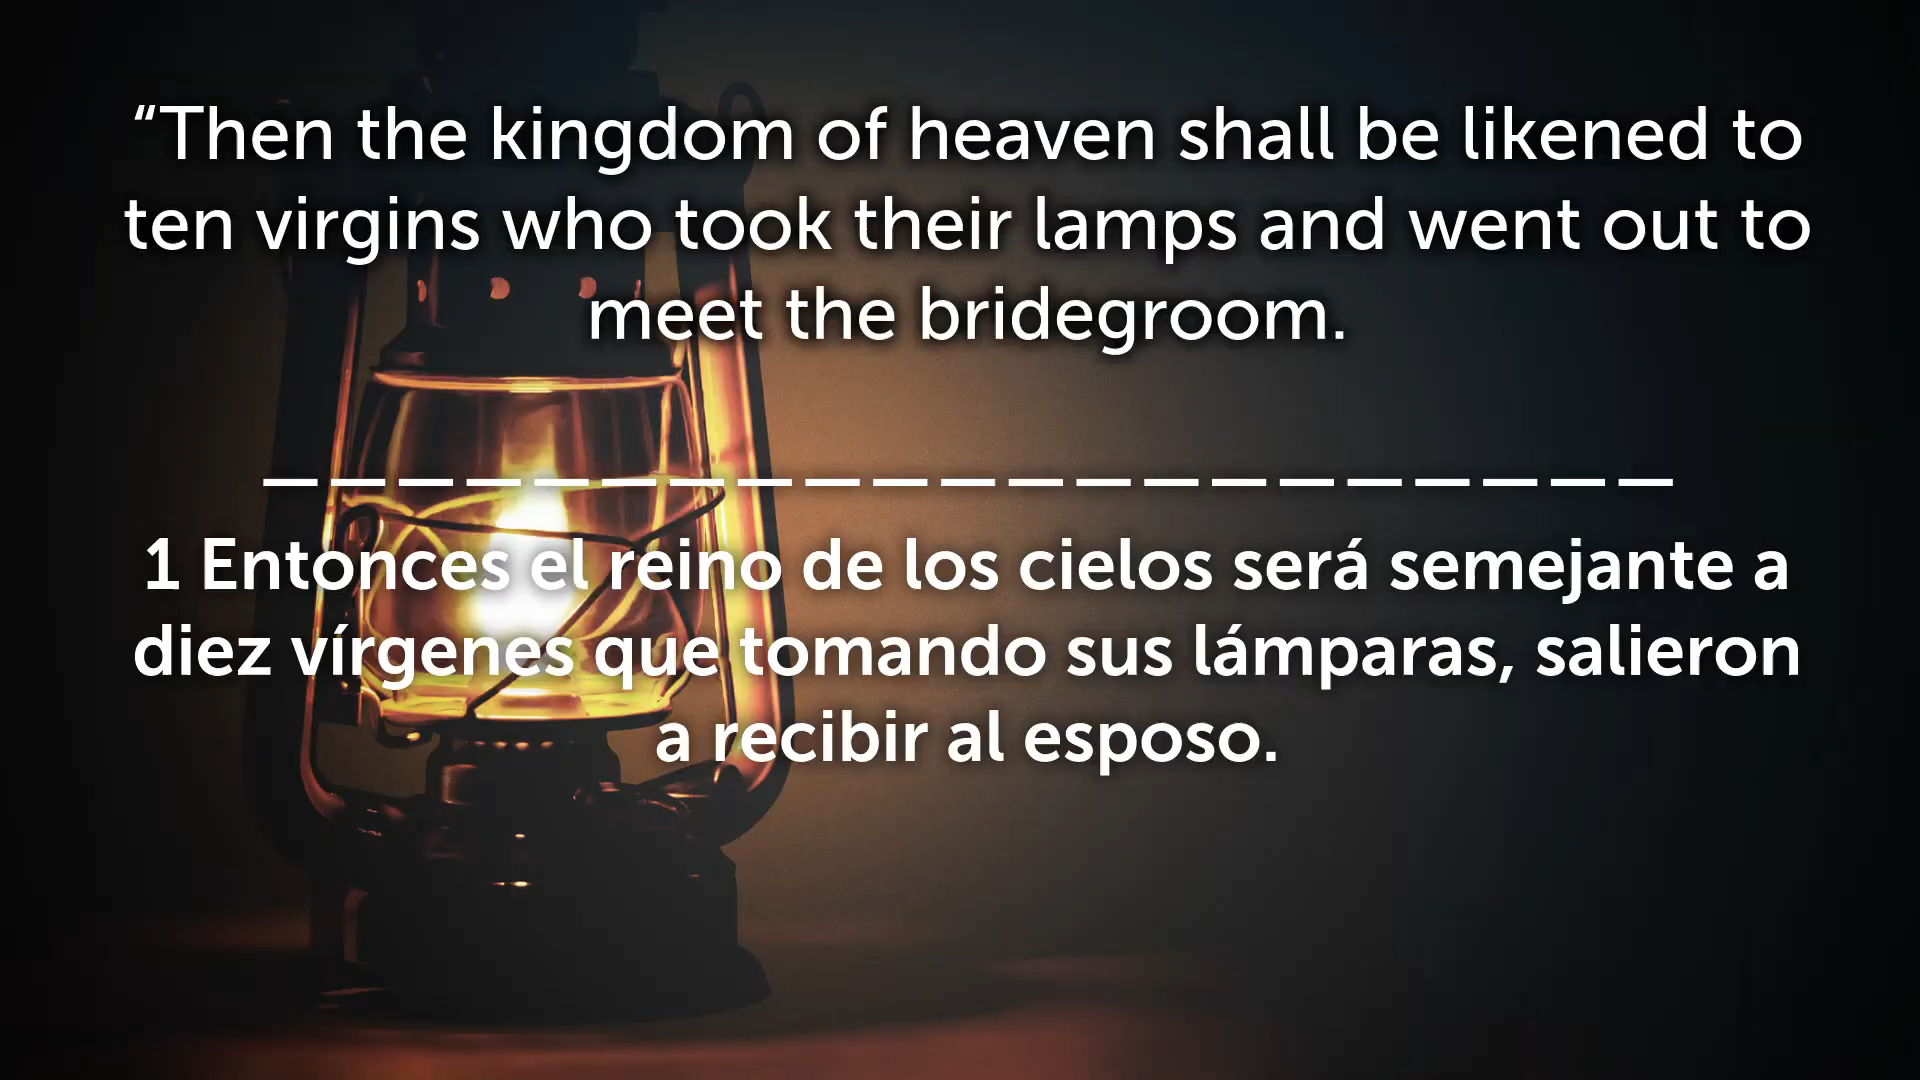 “Then the kingdom of heaven shall be likened to
ten virgins who took their lamps and went out to
meet the bridegroom.
_____________________
1 Entonces el reino de los cielos será semejante a
diez vírgenes que tomando sus lámparas, salieron
a recibir al esposo.